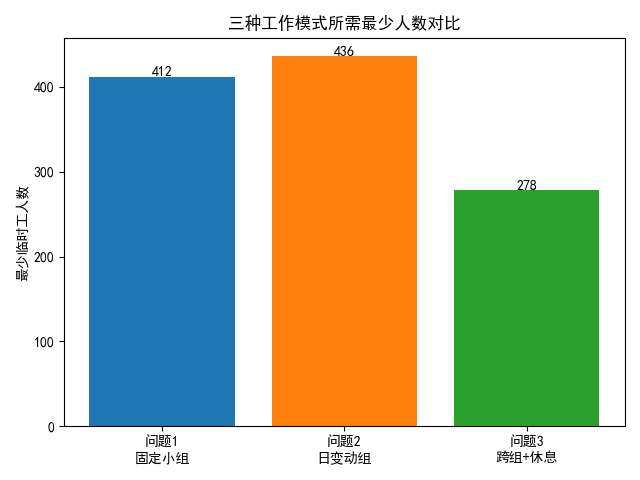 三种工作模式所需最少人数对比
最少临时工人数
400
300
200
100
0
412
436
278
问题1
固定小组
问题2
日变动组
问题3
跨组+休息